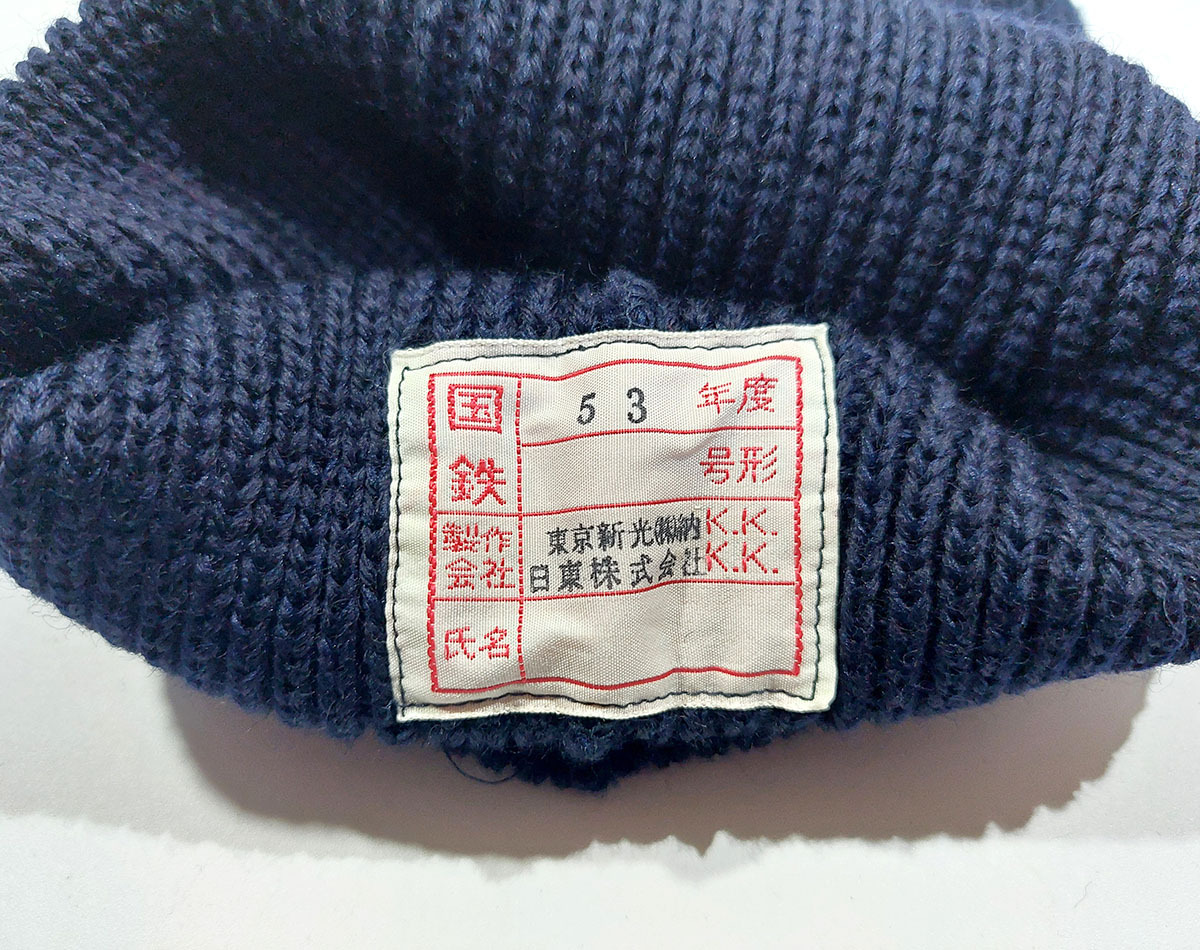 国鉄
53 年度
号形
製作会社
東京新光㈱納 K.K.
日東株式会社 K.K.
氏名